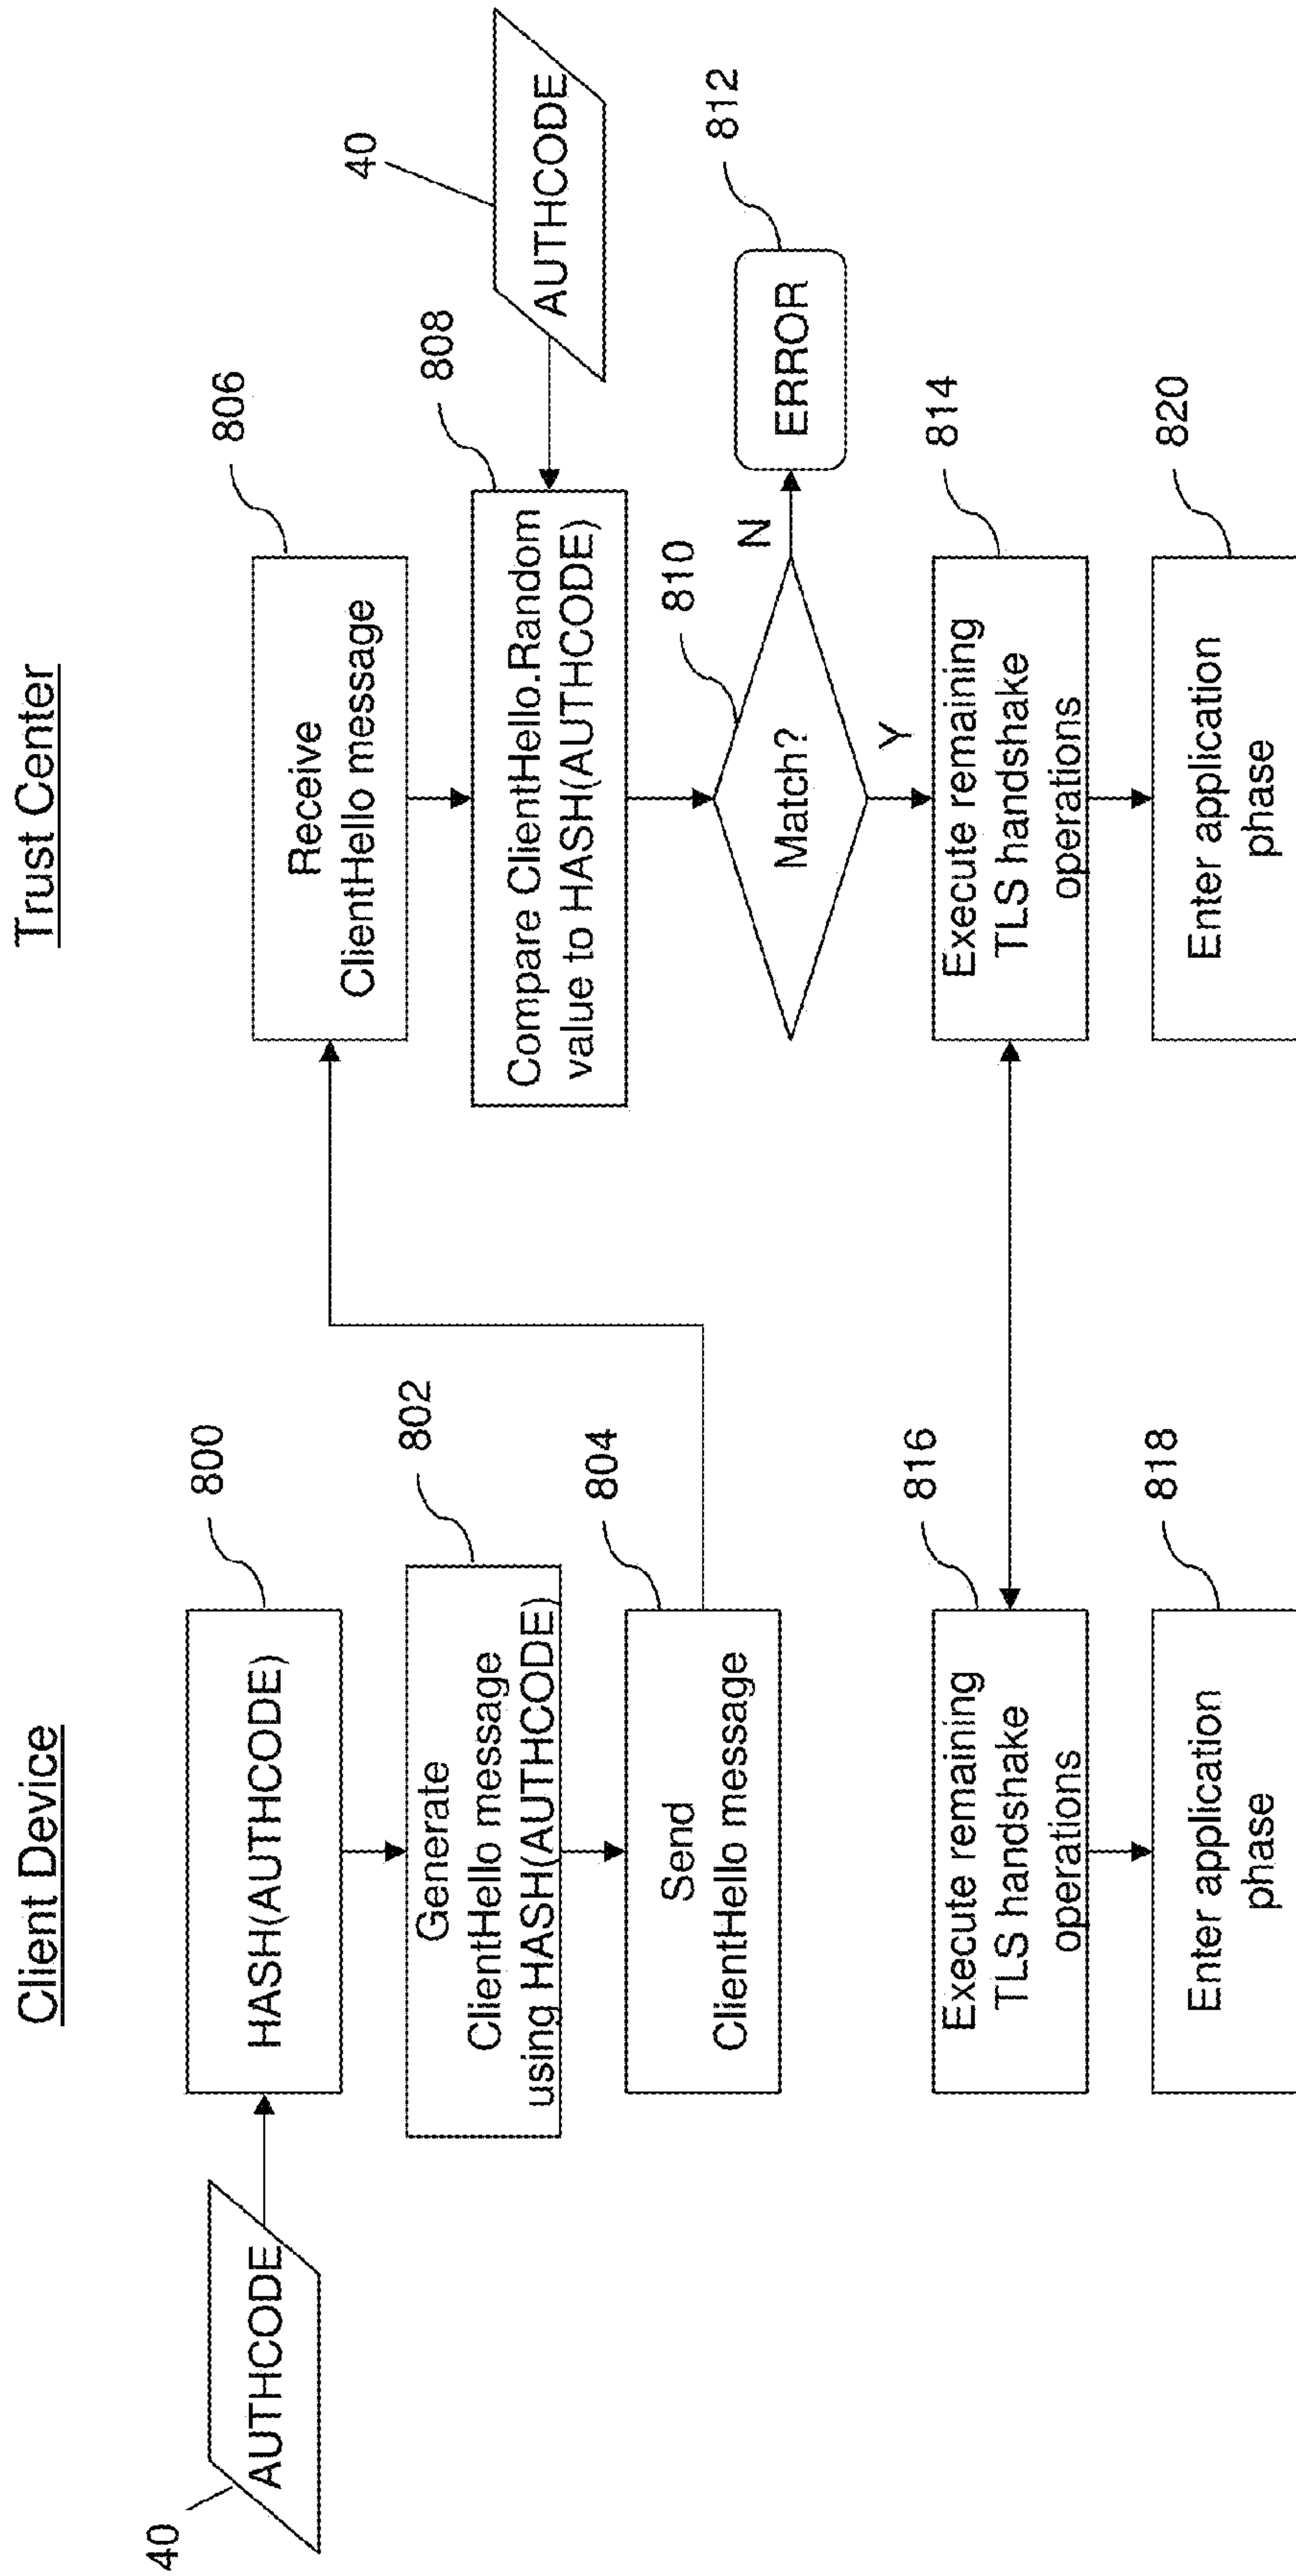 Client Device
Trust Center
40
AUTHCODE
800
HASH(AUTHCODE)
802
Generate
ClientHello message
using HASH(AUTHCODE)
804
Send
ClientHello message
806
Receive
ClientHello message
808
Compare ClientHello.Random
value to HASH(AUTHCODE)
40
AUTHCODE
810
Match?
N
812
ERROR
Y
814
Execute remaining
TLS handshake
operations
816
Execute remaining
TLS handshake
operations
818
Enter application
phase
820
Enter application
phase